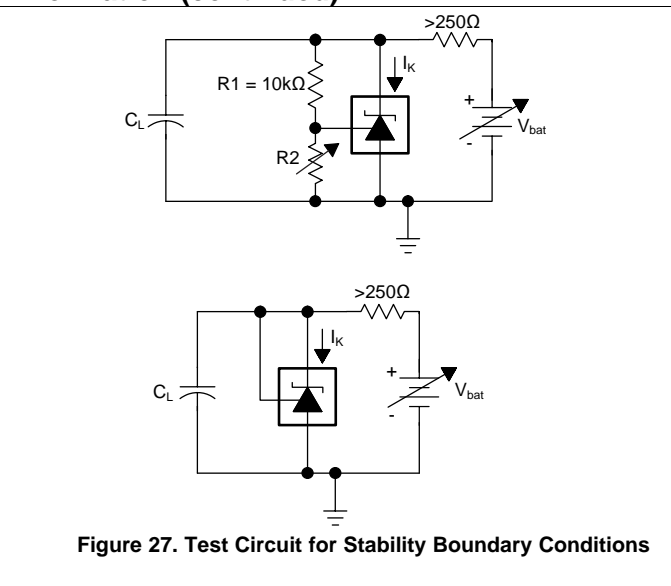 >250Ω
R1 = 10kΩ
I_K
C_L
R2
+
-
V_bat
>250Ω
I_K
C_L
+
-
V_bat
Figure 27. Test Circuit for Stability Boundary Conditions